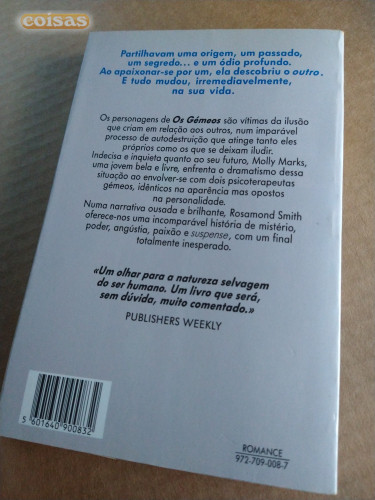 coisas
Partilhavam uma origem, um passado,
um segredo... e um ódio profundo.
Ao apaixonar-se por um, ela descobriu o outro.
E tudo mudou, irremediavelmente,
na sua vida.
Os personagens de Os Gémeos são vítimas da ilusão
que criam em relação aos outros, num imparável
processo de autodestruição que atinge tanto eles
próprios como os que se deixam iludir.
Indecisa e inquieta quanto ao seu futuro, Molly Marks,
uma jovem bela e livre, enfrenta o dramatismo dessa
situação ao envolver-se com dois psicoterapeutas
gémeos, idênticos na aparência mas opostos
na personalidade.
Numa narrativa ousada e brilhante, Rosamond Smith
oferece-nos uma incomparável história de mistério,
poder, angústia, paixão e suspense, com um final
totalmente inesperado.
«Um olhar para a natureza selvagem
do ser humano. Um livro que será,
sem dúvida, muito comentado.»
PUBLISHERS WEEKLY
5 601640 900832
ROMANCE
972-709-008-7